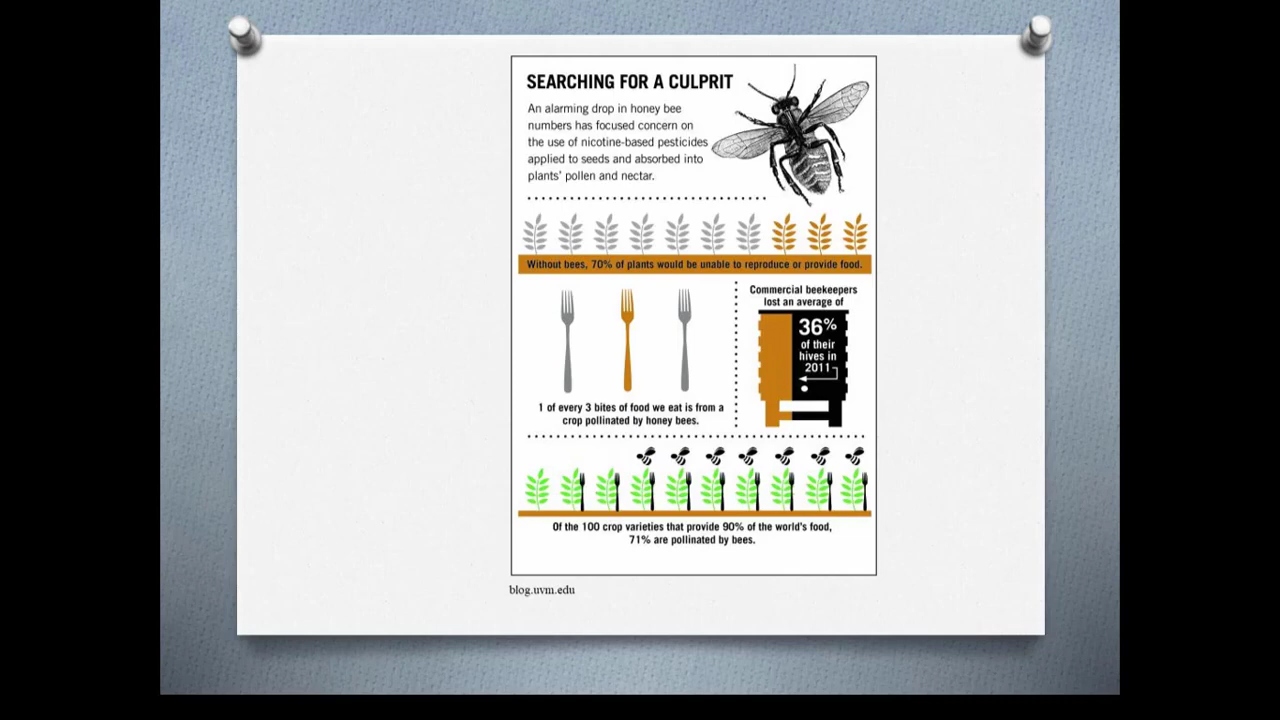 SEARCHING FOR A CULPRIT
An alarming drop in honey bee
numbers has focused concern on
the use of nicotine-based pesticides
applied to seeds and absorbed into
plants' pollen and nectar.
Without bees, 70% of plants would be unable to reproduce or provide food.
1 of every 3 bites of food we eat is from a
crop pollinated by honey bees.
Commercial beekeepers
lost an average of
36%
of their
hives in
2011
Of the 100 crop varieties that provide 90% of the world's food,
71% are pollinated by bees.
blog.uvm.edu